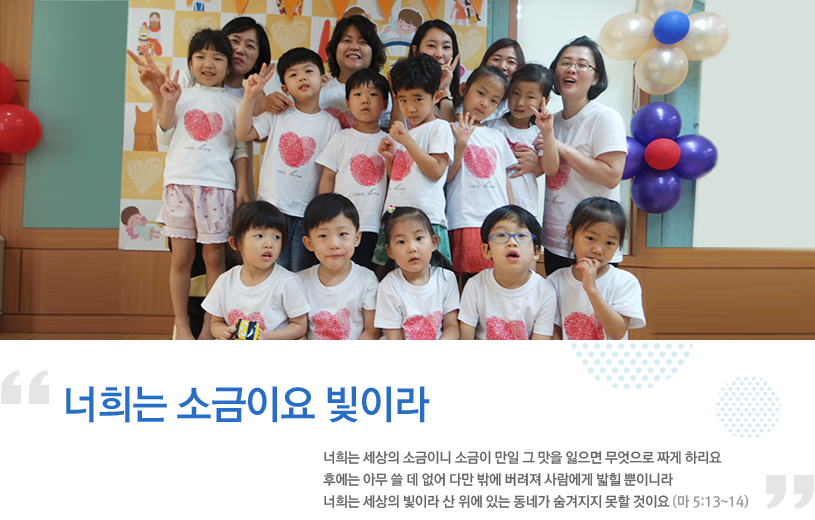 너희는 소금이요 빛이라
너희는 세상의 소금이니 소금이 만일 그 맛을 잃으면 무엇으로 짜게 하리요
후에는 아무 쓸 데 없어 다만 밖에 버려져 사람에게 밟힐 뿐이니라
너희는 세상의 빛이라 산 위에 있는 동네가 숨겨지지 못할 것이요 (마 5:13~14)